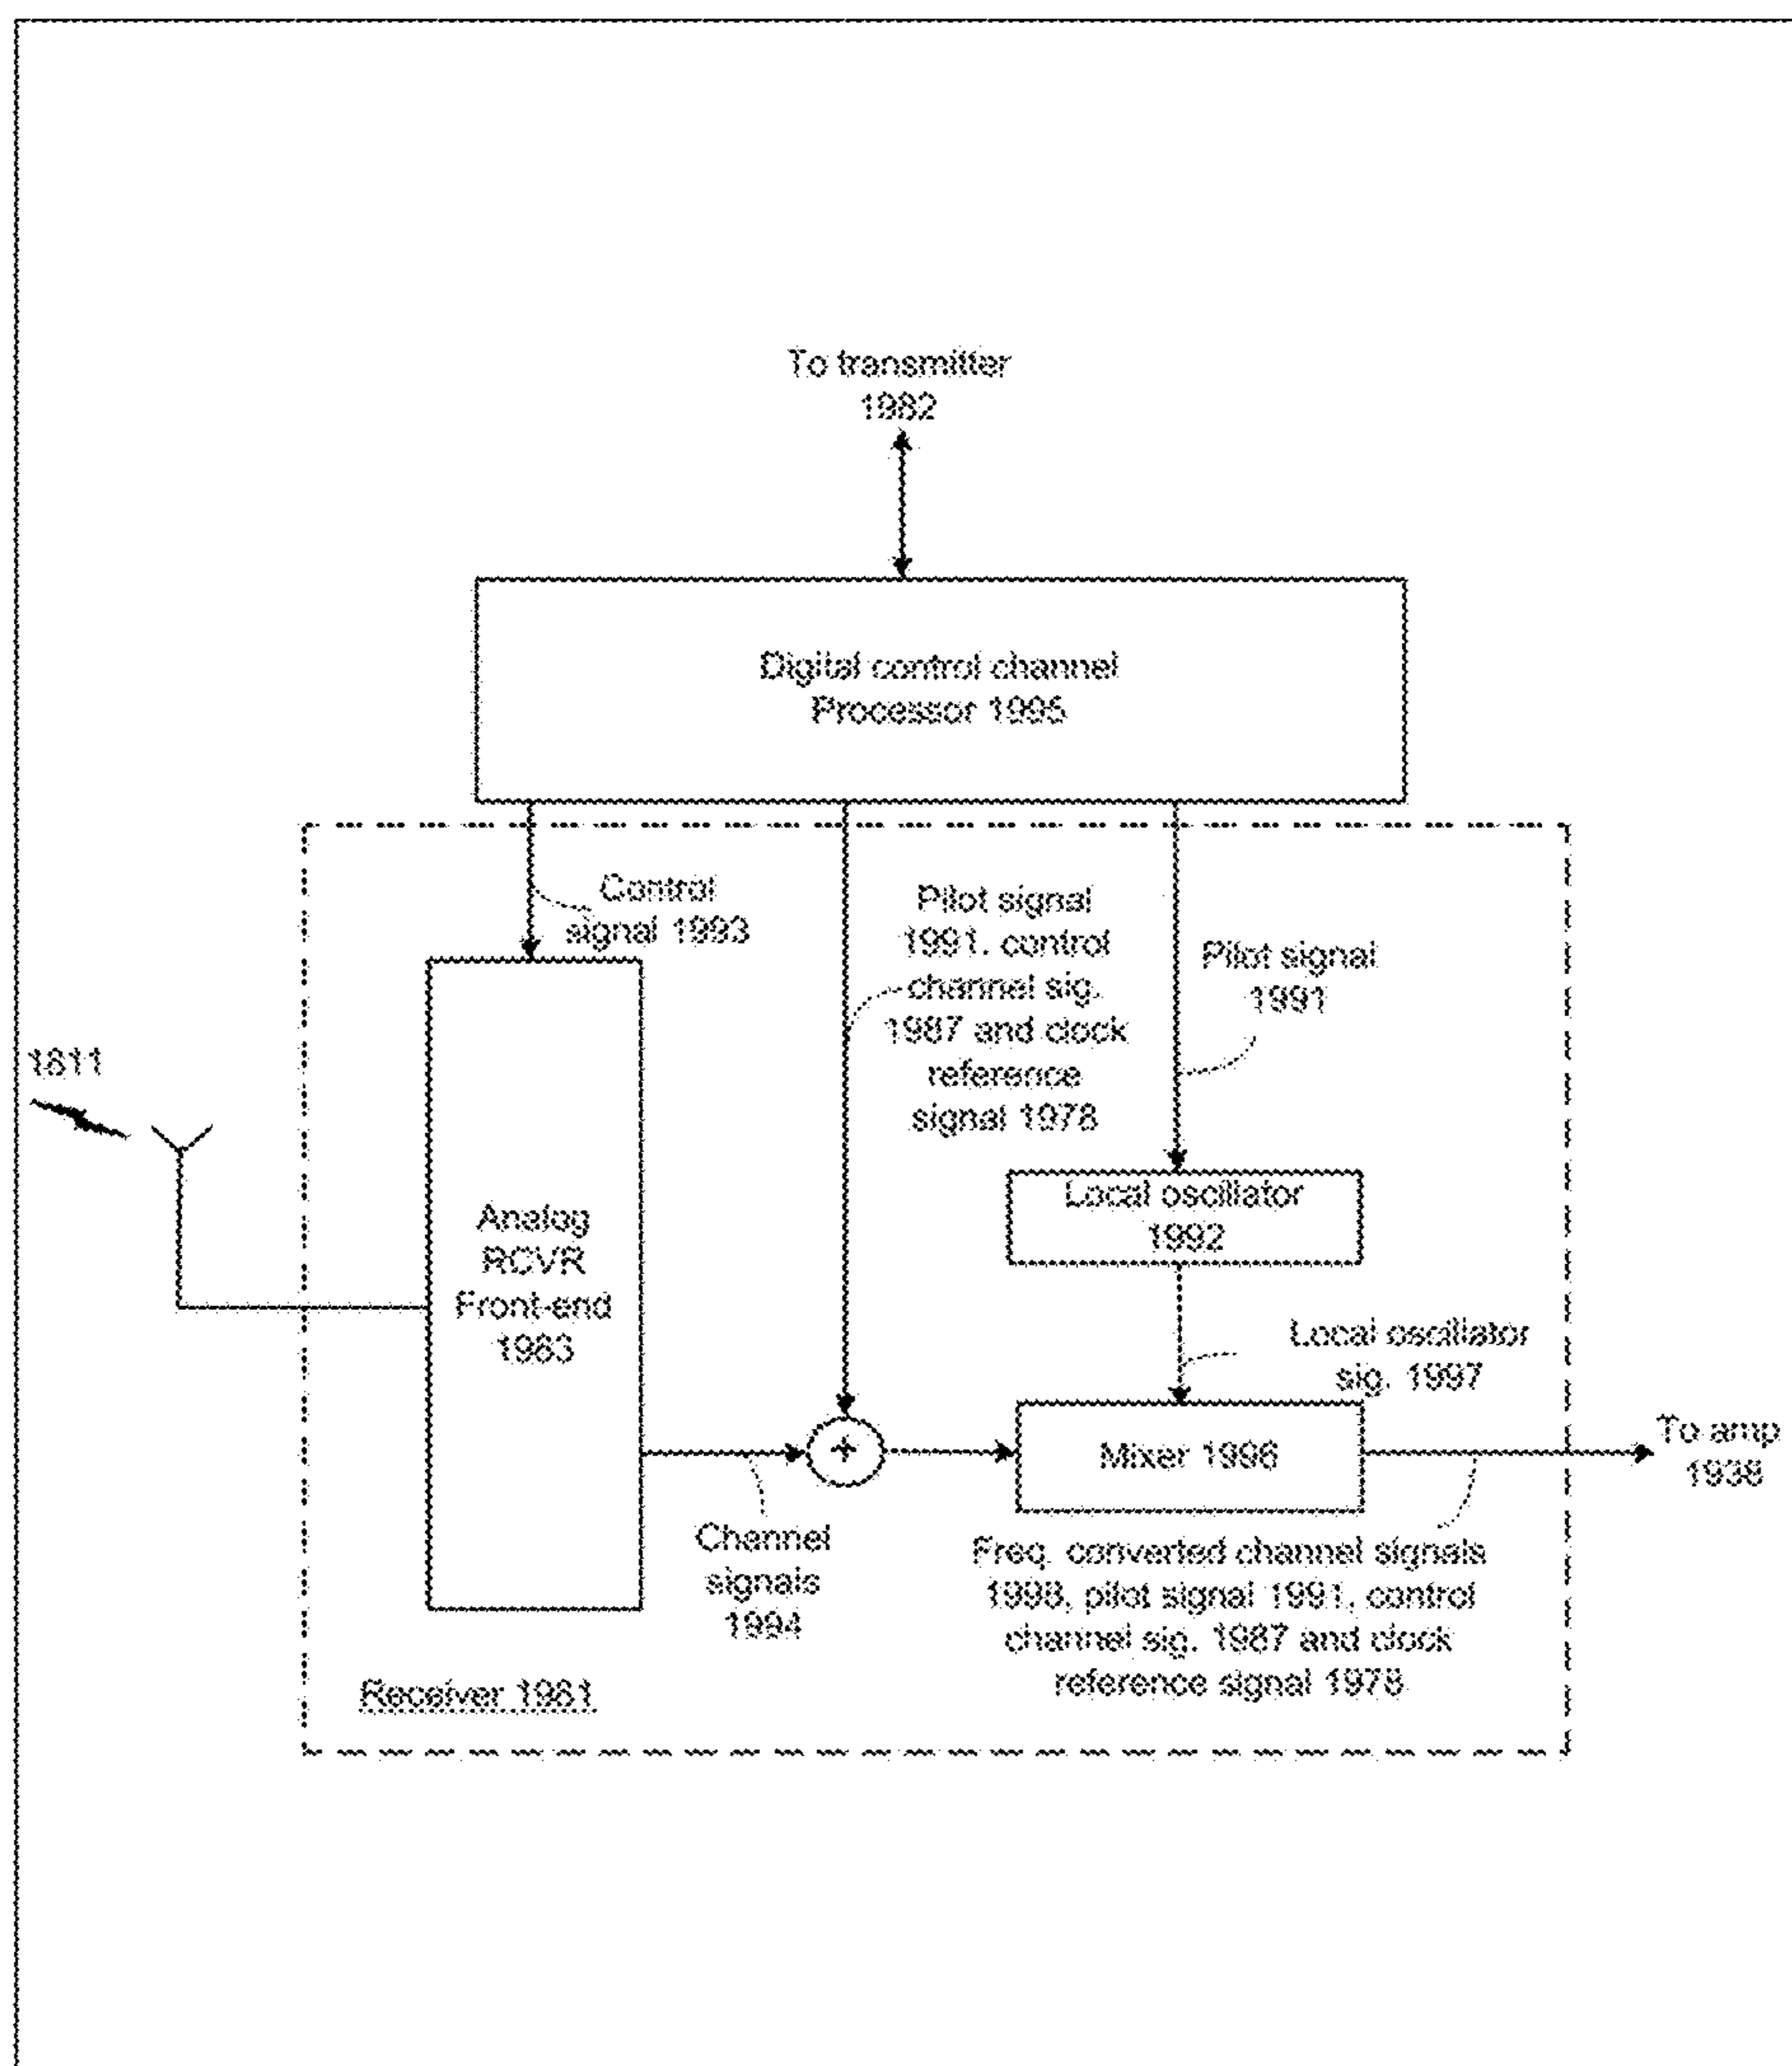 To transmitter
1982
Digital control channel
Processor 1995
Control
signal 1993
Pilot signal
1991, control
channel sig.
1987 and clock
reference
signal 1978
Pilot signal
1991
1811
Analog
RCVR
Front-end
1983
Local oscillator
1992
Local oscillator
sig. 1997
+
Mixer 1996
To amp
1938
Channel
signals
1994
Freq. converted channel signals
1998, pilot signal 1991, control
channel sig. 1987 and clock
reference signal 1978
Receiver 1981